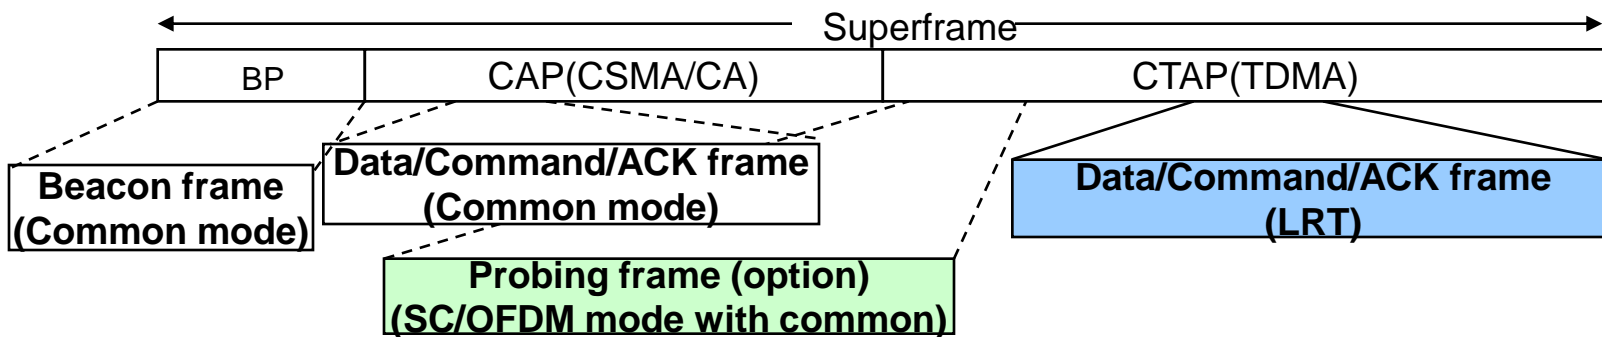 Superframe
BP
CAP(CSMA/CA)
CTAP(TDMA)
Beacon frame
(Common mode)
Data/Command/ACK frame
(Common mode)
Probing frame (option)
(SC/OFDM mode with common)
Data/Command/ACK frame
(LRT)